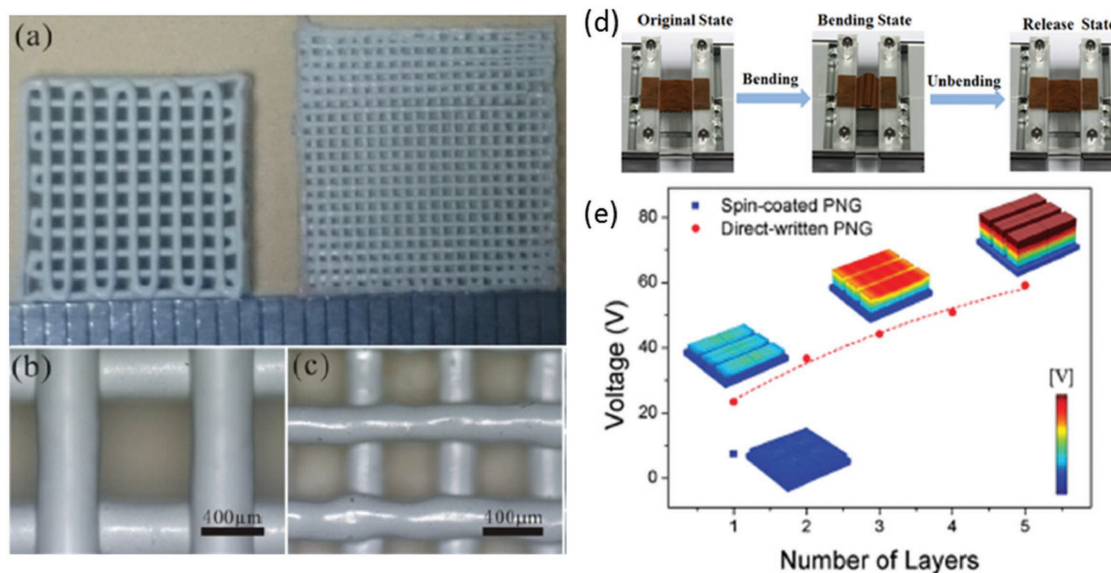 (a)
(b)
400μm
(c)
400μm
(d)
Original State
Bending State
Release State
Bending
Unbending
(e)
Spin-coated PNG
Direct-written PNG
[V]
80
60
40
20
0
Voltage (V)
1
2
3
4
5
Number of Layers